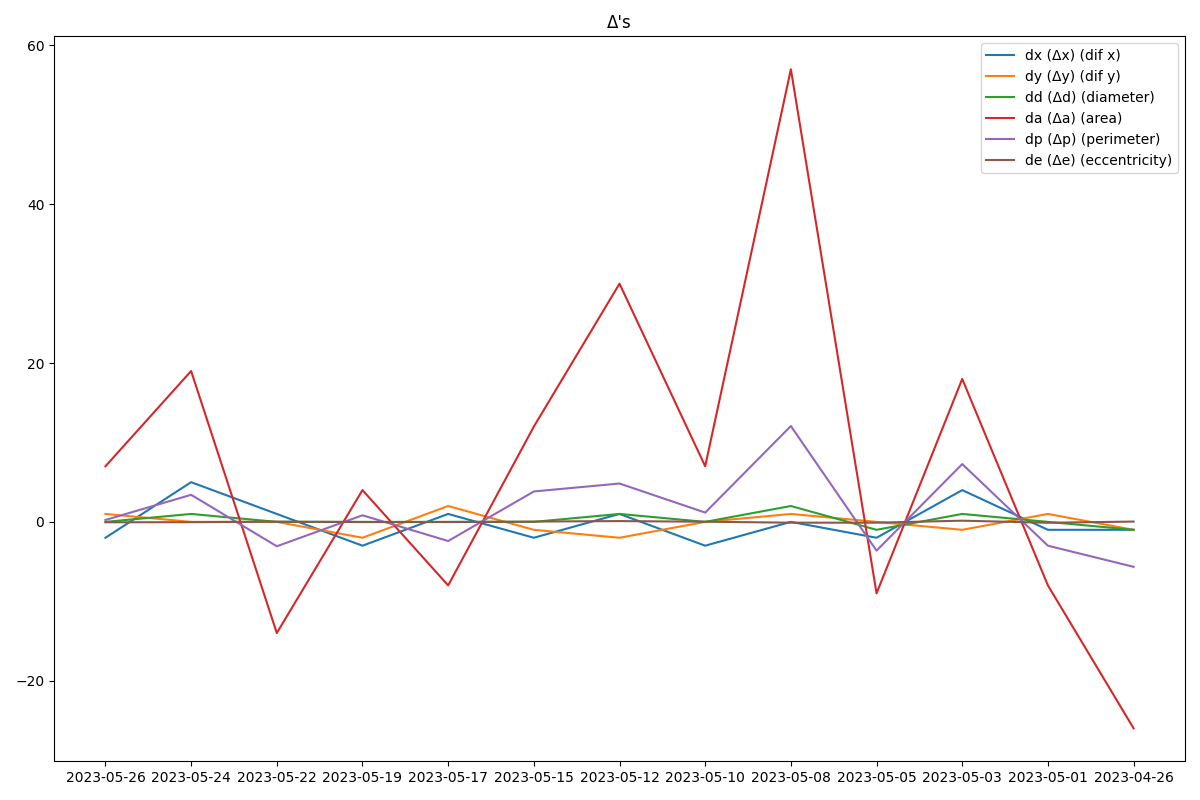 Δ's
60
40
20
0
−20
dx (Δx) (dif x)
dy (Δy) (dif y)
dd (Δd) (diameter)
da (Δa) (area)
dp (Δp) (perimeter)
de (Δe) (eccentricity)
2023-05-26 2023-05-24 2023-05-22 2023-05-19 2023-05-17 2023-05-15 2023-05-12 2023-05-10 2023-05-08 2023-05-05 2023-05-03 2023-05-01 2023-04-26